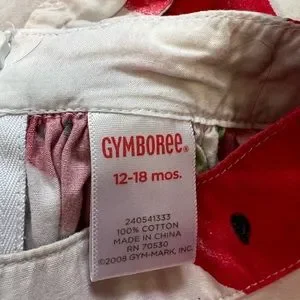 GYMBOREE®
12-18 mos.
240541333
100% COTTON
MADE IN CHINA
RN 70530
©2008 GYM-MARK, INC.